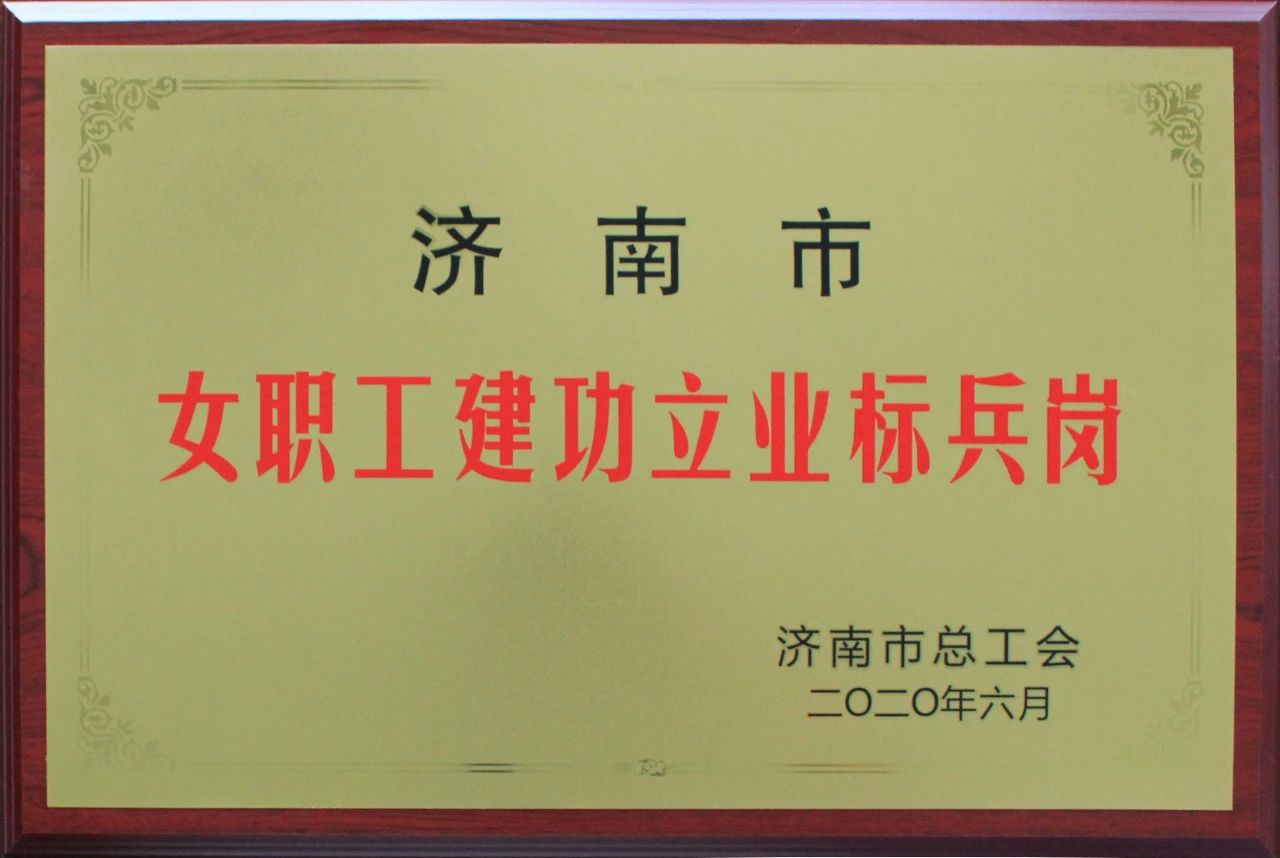 济南市
女职工建功立业标兵岗
济南市总工会
二〇二〇年六月